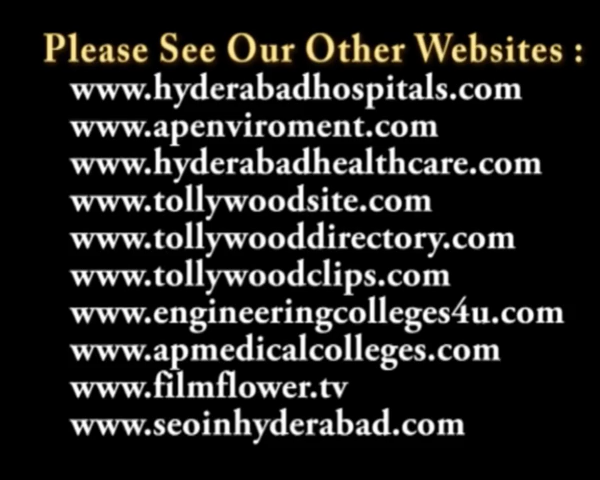 Please See Our Other Websites :
www.hyderabadhospitals.com
www.apenviroment.com
www.hyderabadhealthcare.com
www.tollywoodsite.com
www.tollywooddirectory.com
www.tollywoodclips.com
www.engineeringcolleges4u.com
www.apmedicalcolleges.com
www.filmflower.tv
www.seoinhyderabad.com